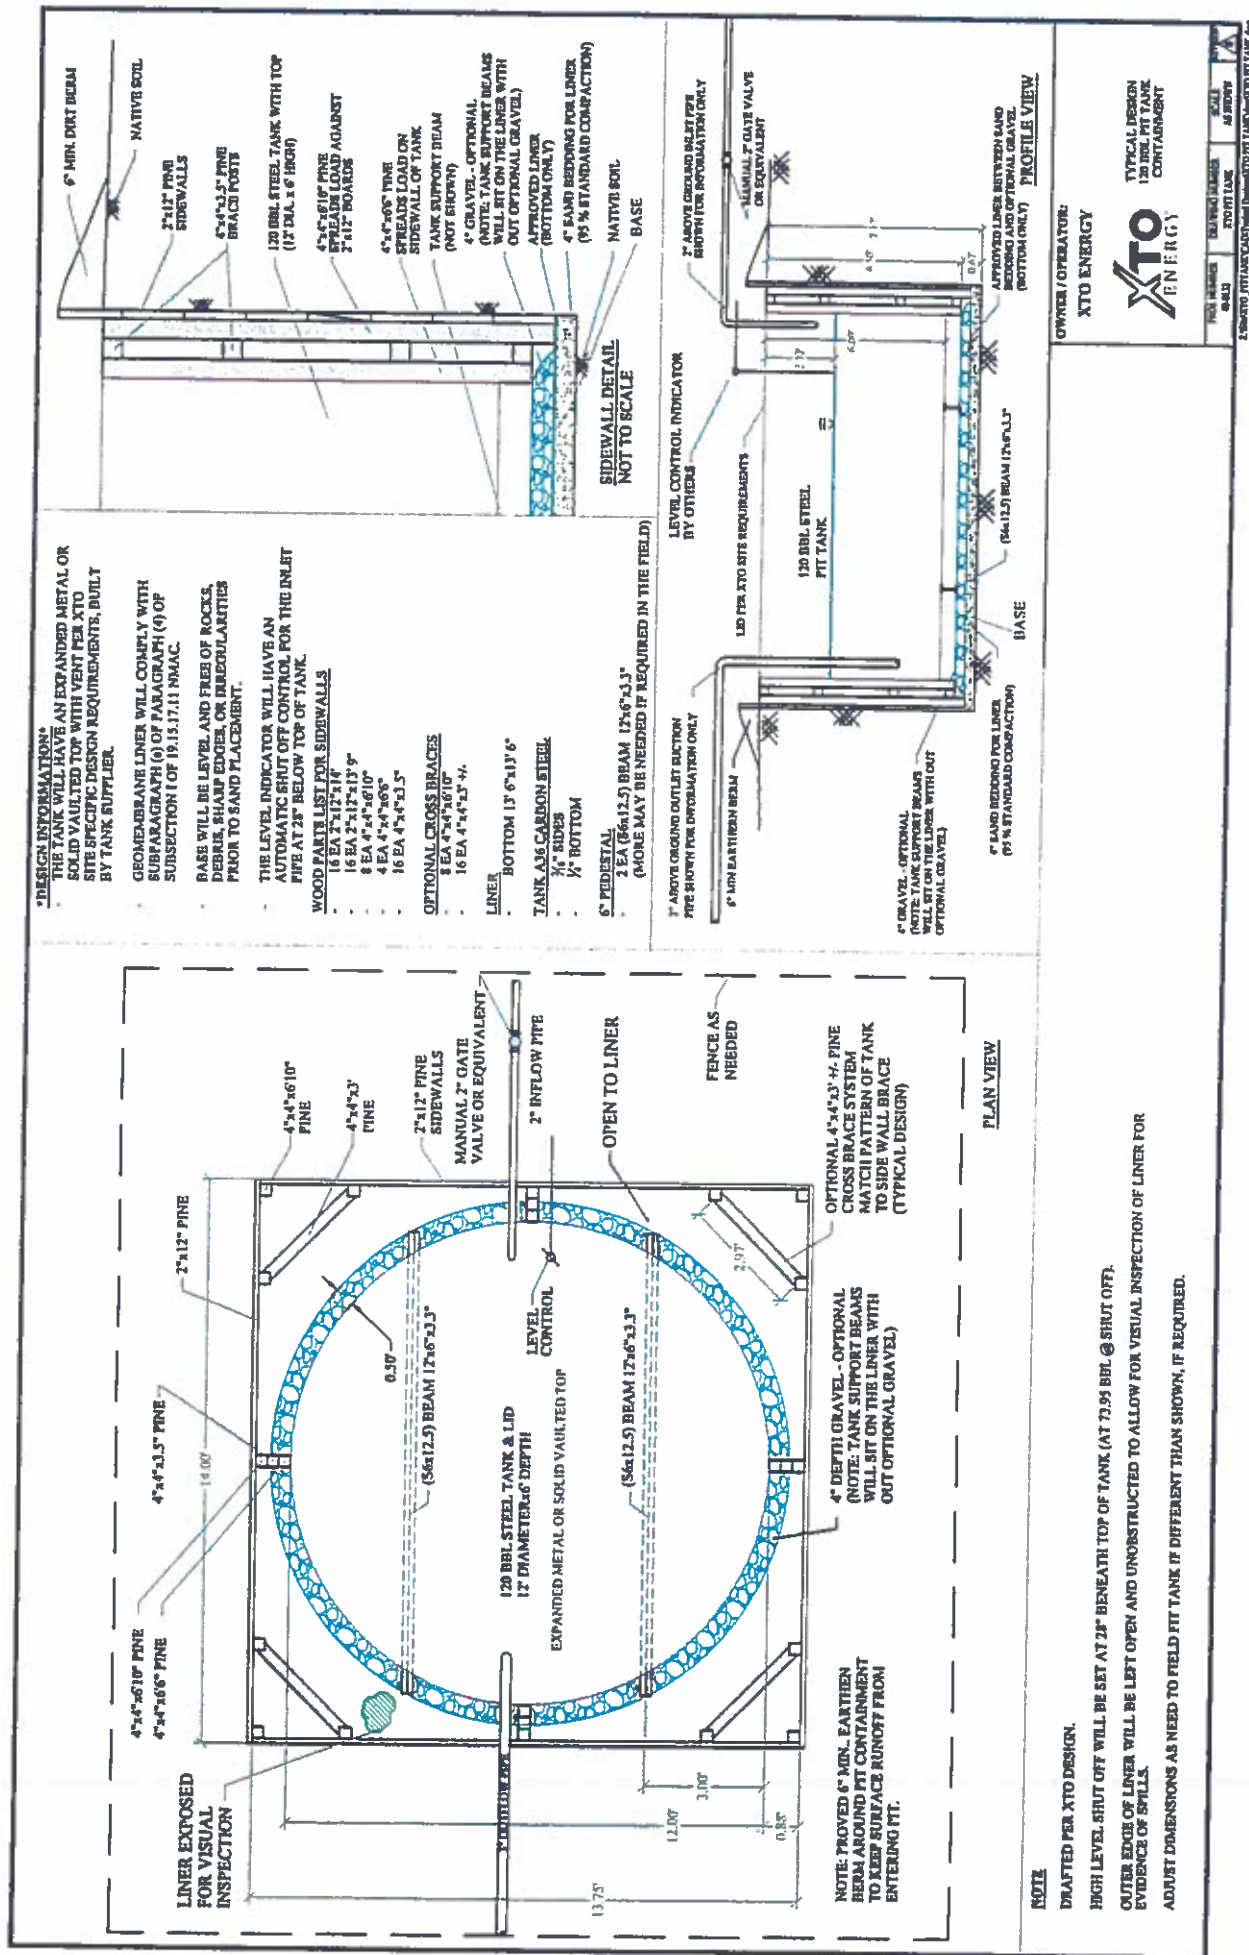 *DESIGN INFORMATION*
- THE TANK WILL HAVE AN EXPANDED METAL OR
SOLID VAULTED TOP WITH VENT PER XTO
SITE SPECIFIC DESIGN REQUIREMENTS, BUILT
BY TANK SUPPLIER.
- GEOMEMBRANE LINER WILL COMPLY WITH
SUBPARAGRAPH (a) OF PARAGRAPH (4) OF
SUBSECTION I OF 19.15.17.11 NMAC.
- BASE WILL BE LEVEL AND FREE OF ROCKS,
DEBRIS, SHARP EDGES, OR IRREGULARITIES
PRIOR TO SAND PLACEMENT.
- THE LEVEL INDICATOR WILL HAVE AN
AUTOMATIC SHUT OFF CONTROL FOR THE INLET
PIPE AT 28" BELOW TOP OF TANK.
WOOD PARTS LIST FOR SIDEWALLS
- 16 EA 2"x12"x14'
- 16 EA 2"x12"x13'9"
- 8 EA 4"x4"x6'10"
- 4 EA 4"x4"x6'6"
- 16 EA 4"x4"x3.5"
OPTIONAL CROSS BRACES
- 8 EA 4"x4"x6'10"
- 16 EA 4"x4"x3' +/-
LINER
- BOTTOM 13' 6"x13' 6"
TANK A36 CARBON STEEL
- 3/16" SIDES
- 1/4" BOTTOM
6" PEDESTAL
- 2 EA (S6x12.5) BEAM 12'x6"x3.3"
(MORE MAY BE NEEDED IF REQUIRED IN THE FIELD)
6" MIN. DIRT BERM
NATIVE SOIL
2"x12" PINE
SIDEWALLS
4"x4"x3.5" PINE
BRACE POSTS
120 BBL STEEL TANK WITH TOP
(12' DIA. x 6' HIGH)
4"x4"x6'10" PINE
SPREADS LOAD AGAINST
2"x12" BOARDS
4"x4"x6'6" PINE
SPREADS LOAD ON
SIDEWALL OF TANK
TANK SUPPORT BEAM
(NOT SHOWN)
4" GRAVEL - OPTIONAL
(NOTE: TANK SUPPORT BEAMS
WILL SIT ON THE LINER WITH
OUT OPTIONAL GRAVEL)
APPROVED LINER
(BOTTOM ONLY)
4" SAND BEDDING FOR LINER
(95 % STANDARD COMPACTION)
NATIVE SOIL
BASE
SIDEWALL DETAIL
NOT TO SCALE
4"x4"x6'10" PINE
4"x4"x6'6" PINE
4"x4"x3.5" PINE
2"x12" PINE
14.00'
4"x4"x6'10"
PINE
4"x4"x3'
PINE
2"x12" PINE
SIDEWALLS
MANUAL 2" GATE
VALVE OR EQUIVALENT
2" INFLOW PIPE
OPEN TO LINER
FENCE AS
NEEDED
LINER EXPOSED
FOR VISUAL
INSPECTION
0.50'
(S6x12.5) BEAM 12'x6"x3.3"
LEVEL
CONTROL
120 BBL STEEL TANK & LID
12' DIAMETERx6' DEPTH
EXPANDED METAL OR SOLID VAULTED TOP
(S6x12.5) BEAM 12'x6"x3.3"
OUTFLOW PIPE
13.75'
12.00'
3.00'
0.88'
2.97'
OPTIONAL 4"x4"x3' +/- PINE
CROSS BRACE SYSTEM
MATCH PATTERN OF TANK
TO SIDE WALL BRACE
(TYPICAL DESIGN)
4" DEPTH GRAVEL - OPTIONAL
(NOTE: TANK SUPPORT BEAMS
WILL SIT ON THE LINER WITH
OUT OPTIONAL GRAVEL)
NOTE: PROVED 6" MIN. EARTHEN
BERM AROUND PIT CONTAINMENT
TO KEEP SURFACE RUNOFF FROM
ENTERING PIT.
PLAN VIEW
ABOVE GROUND OUTLET SUCTION
PIPE SHOWN FOR INFORMATION ONLY
6" MIN EARTHERN BERM
LEVEL CONTROL INDICATOR
BY OTHERS
LID PER XTO SITE REQUIREMENTS
120 BBL STEEL
PIT TANK
2" ABOVE GROUND INLET PIPE
SHOWN FOR INFORMATION ONLY
MANUAL 2" GATE VALVE
OR EQUIVALENT
6.00'
0.67'
4" GRAVEL - OPTIONAL
(NOTE: TANK SUPPORT BEAMS
WILL SIT ON THE LINER WITH OUT
OPTIONAL GRAVEL)
4" SAND BEDDING FOR LINER
(95 % STANDARD COMPACTION)
BASE
(S6x12.5) BEAM 12'x6"x3.3"
APPROVED LINER BETWEEN SAND
BEDDING AND OPTIONAL GRAVEL
(BOTTOM ONLY)
PROFILE VIEW
NOTE
DRAFTED PER XTO DESIGN.
HIGH LEVEL SHUT OFF WILL BE SET AT 28" BENEATH TOP OF TANK (AT 73.95 BBL @ SHUT OFF).
OUTER EDGE OF LINER WILL BE LEFT OPEN AND UNOBSTRUCTED TO ALLOW FOR VISUAL INSPECTION OF LINER FOR
EVIDENCE OF SPILLS.
ADJUST DIMENSIONS AS NEED TO FIELD FIT TANK IF DIFFERENT THAN SHOWN, IF REQUIRED.
OWNER / OPERATOR:
XTO ENERGY
XTO
ENERGY
TYPICAL DESIGN
120 BBL PIT TANK
CONTAINMENT
DRAWING NUMBER
XTO PIT TANK
SCALE
AS SHOWN